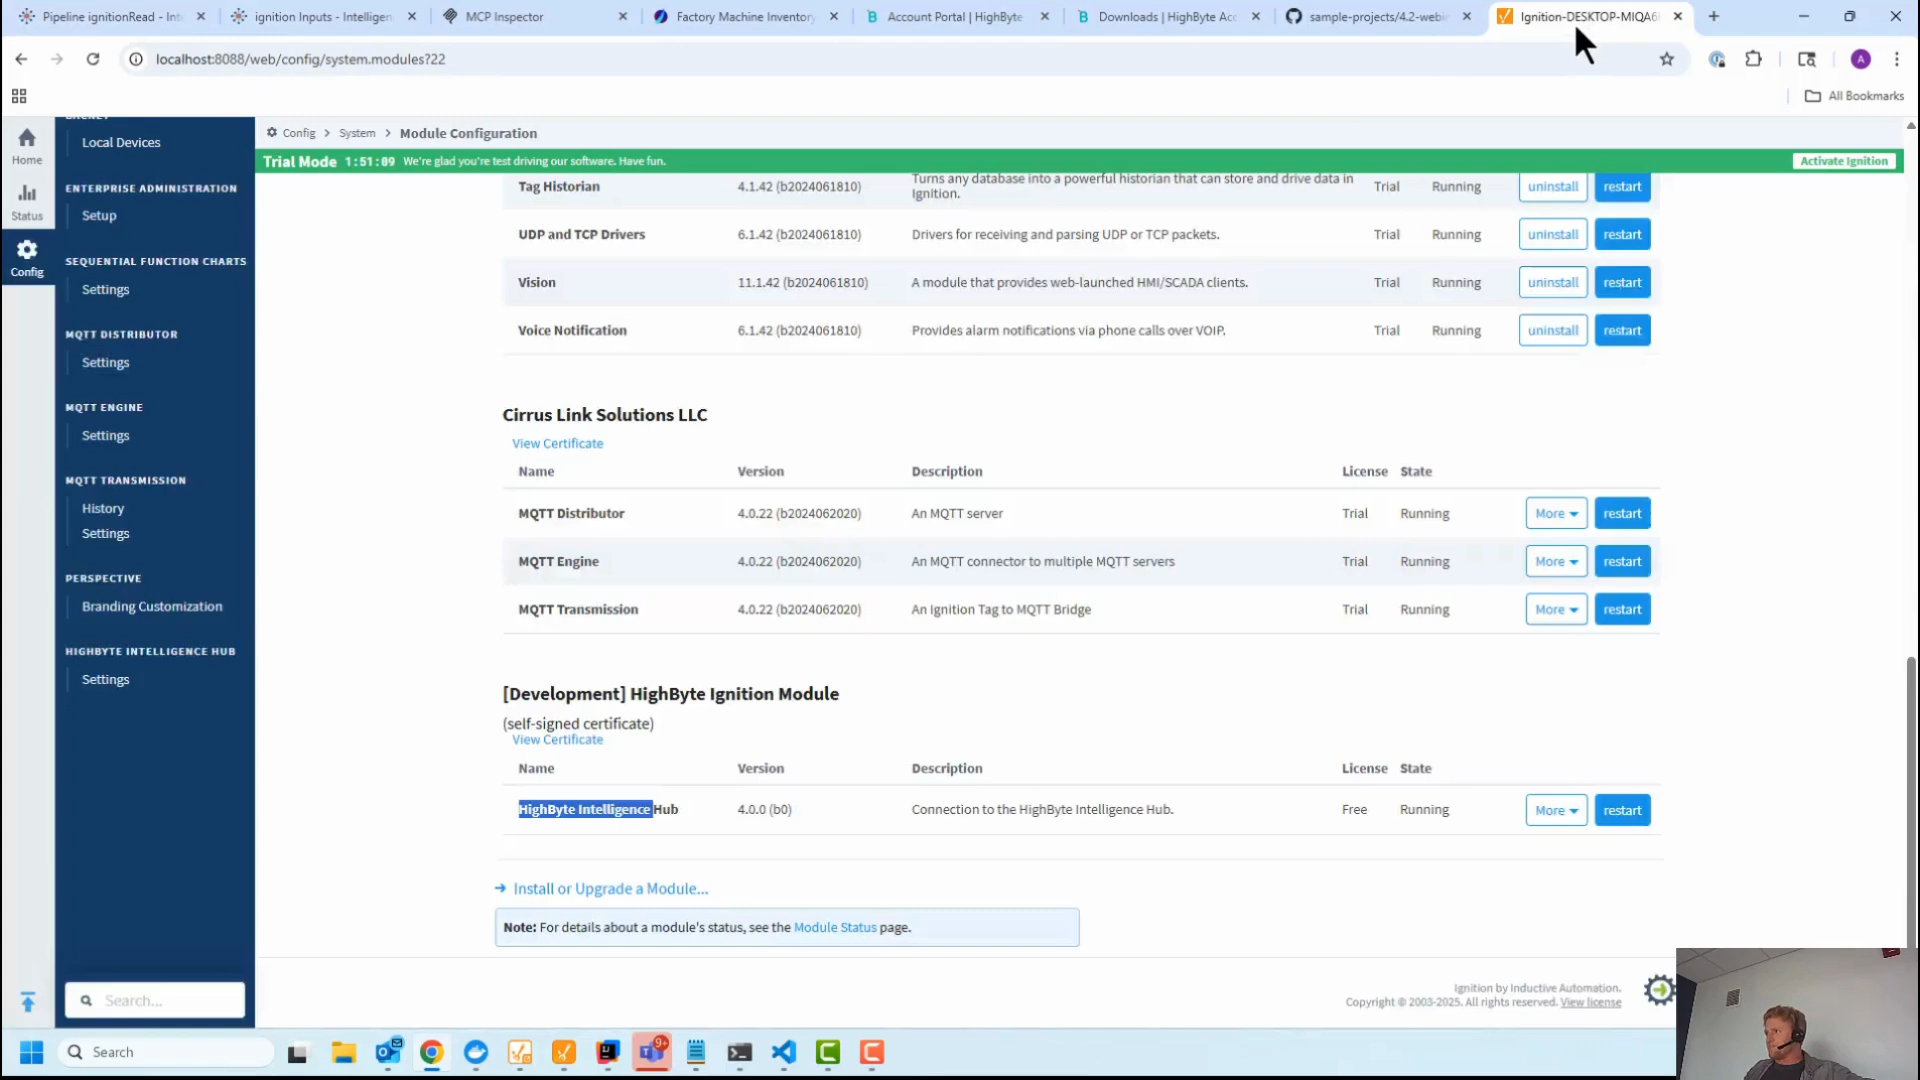 Pipeline ignitionRead - Int
ignition Inputs - Intelligen
MCP Inspector
Factory Machine Inventory
Account Portal | HighByte
Downloads | HighByte Acc
sample-projects/4.2-webin
Ignition-DESKTOP-MIQA6
localhost:8088/web/config/system.modules?22
A
All Bookmarks
Home
Status
Config
Local Devices
ENTERPRISE ADMINISTRATION
Setup
SEQUENTIAL FUNCTION CHARTS
Settings
MQTT DISTRIBUTOR
Settings
MQTT ENGINE
Settings
MQTT TRANSMISSION
History
Settings
PERSPECTIVE
Branding Customization
HIGHBYTE INTELLIGENCE HUB
Settings
Search...
Config > System > Module Configuration
Trial Mode 1:51:09 We're glad you're test driving our software. Have fun.
Activate Ignition
Tag Historian 4.1.42 (b2024061810) Turns any database into a powerful historian that can store and drive data in
Ignition. Trial Running uninstall restart
UDP and TCP Drivers 6.1.42 (b2024061810) Drivers for receiving and parsing UDP or TCP packets. Trial Running uninstall restart
Vision 11.1.42 (b2024061810) A module that provides web-launched HMI/SCADA clients. Trial Running uninstall restart
Voice Notification 6.1.42 (b2024061810) Provides alarm notifications via phone calls over VOIP. Trial Running uninstall restart
Cirrus Link Solutions LLC
View Certificate
Name Version Description License State
MQTT Distributor 4.0.22 (b2024062020) An MQTT server Trial Running More restart
MQTT Engine 4.0.22 (b2024062020) An MQTT connector to multiple MQTT servers Trial Running More restart
MQTT Transmission 4.0.22 (b2024062020) An Ignition Tag to MQTT Bridge Trial Running More restart
[Development] HighByte Ignition Module
(self-signed certificate)
View Certificate
Name Version Description License State
HighByte Intelligence Hub 4.0.0 (b0) Connection to the HighByte Intelligence Hub. Free Running More restart
Install or Upgrade a Module...
Note: For details about a module's status, see the Module Status page.
Ignition by Inductive Automation.
Copyright © 2003-2025. All rights reserved. View license
Search
9+